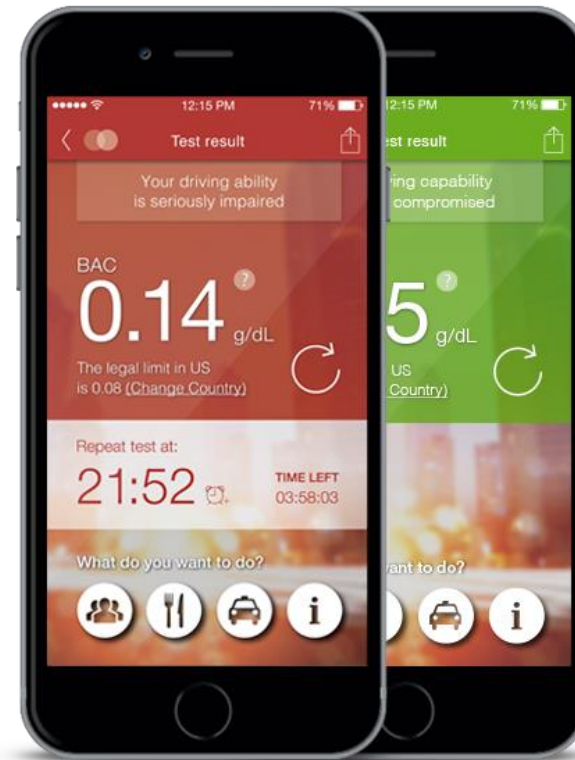 12:15 PM 71%
Test result
Your driving ability
is seriously impaired
BAC
0.14 ? g/dL
The legal limit in US
is 0.08 (Change Country)
Repeat test at:
21:52
TIME LEFT
03:58:03
What do you want to do?
i
12:15 PM 71%
est result
ing capability
compromised
5 ? g/dL
US
Country)
ant to do?
i